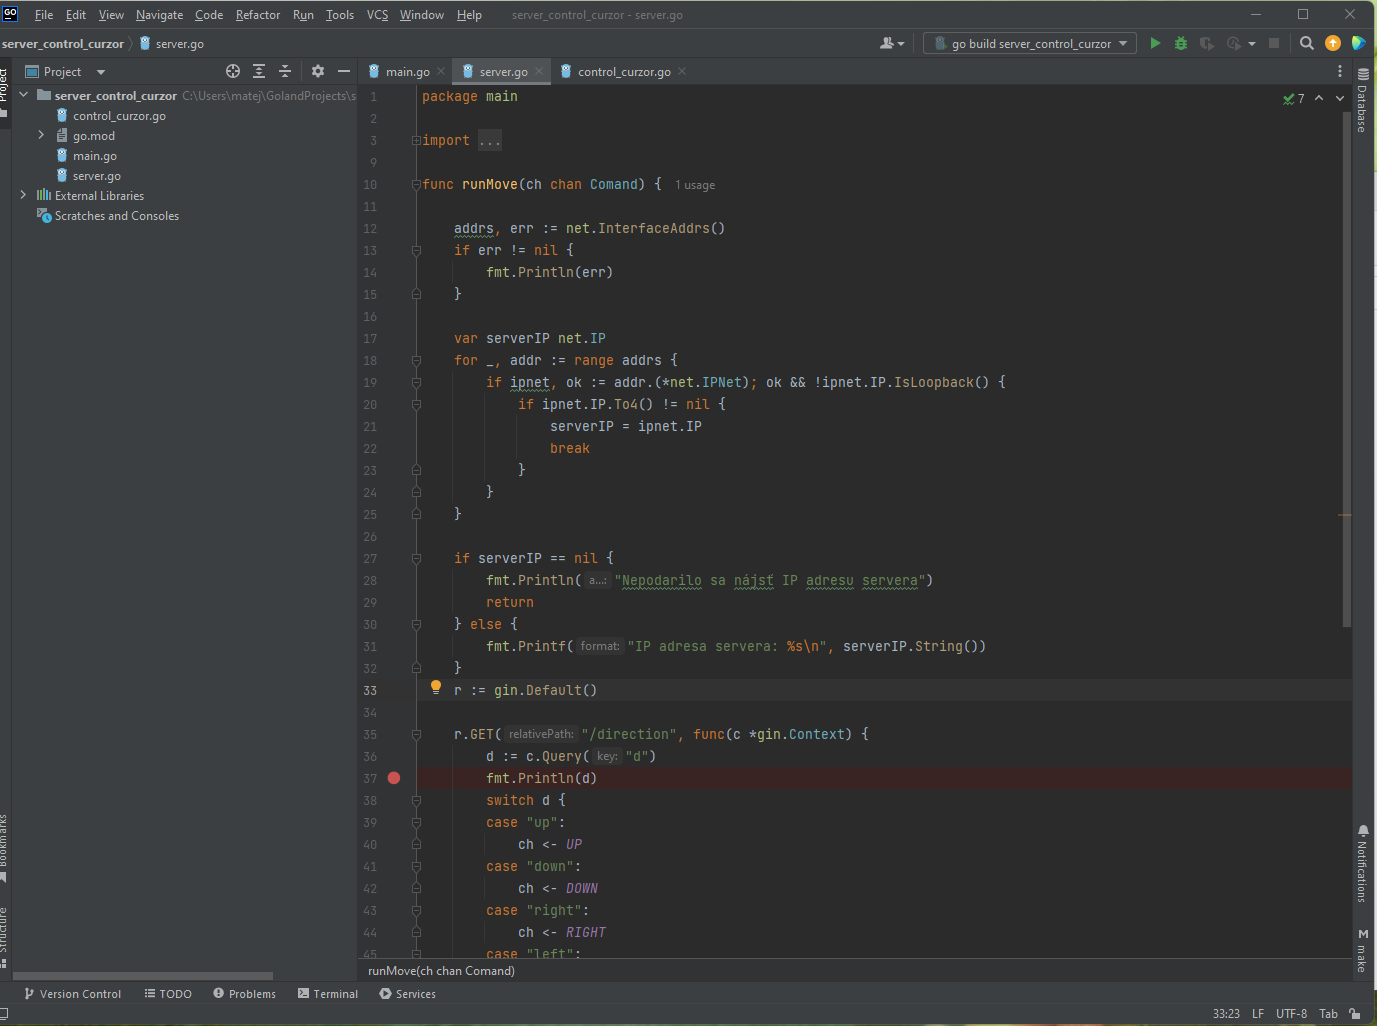 GO File Edit View Navigate Code Refactor Run Tools VCS Window Help server_control_curzor - server.go
server_control_curzor server.go go build server_control_curzor
Project main.go server.go control_curzor.go
Project
server_control_curzor C:\Users\matej\GolandProjects\s
control_curzor.go
go.mod
main.go
server.go
External Libraries
Scratches and Consoles
Bookmarks
Structure
1 package main
2
3 import ...
9
10 func runMove(ch chan Comand) { 1 usage
11
12 addrs, err := net.InterfaceAddrs()
13 if err != nil {
14 fmt.Println(err)
15 }
16
17 var serverIP net.IP
18 for _, addr := range addrs {
19 if ipnet, ok := addr.(*net.IPNet); ok && !ipnet.IP.IsLoopback() {
20 if ipnet.IP.To4() != nil {
21 serverIP = ipnet.IP
22 break
23 }
24 }
25 }
26
27 if serverIP == nil {
28 fmt.Println( a...: "Nepodarilo sa nájsť IP adresu servera")
29 return
30 } else {
31 fmt.Printf( format: "IP adresa servera: %s\n", serverIP.String())
32 }
33 r := gin.Default()
34
35 r.GET( relativePath: "/direction", func(c *gin.Context) {
36 d := c.Query( key: "d")
37 fmt.Println(d)
38 switch d {
39 case "up":
40 ch <- UP
41 case "down":
42 ch <- DOWN
43 case "right":
44 ch <- RIGHT
45 case "left":
7
Database
Notifications
make
runMove(ch chan Comand)
Version Control TODO Problems Terminal Services
33:23 LF UTF-8 Tab